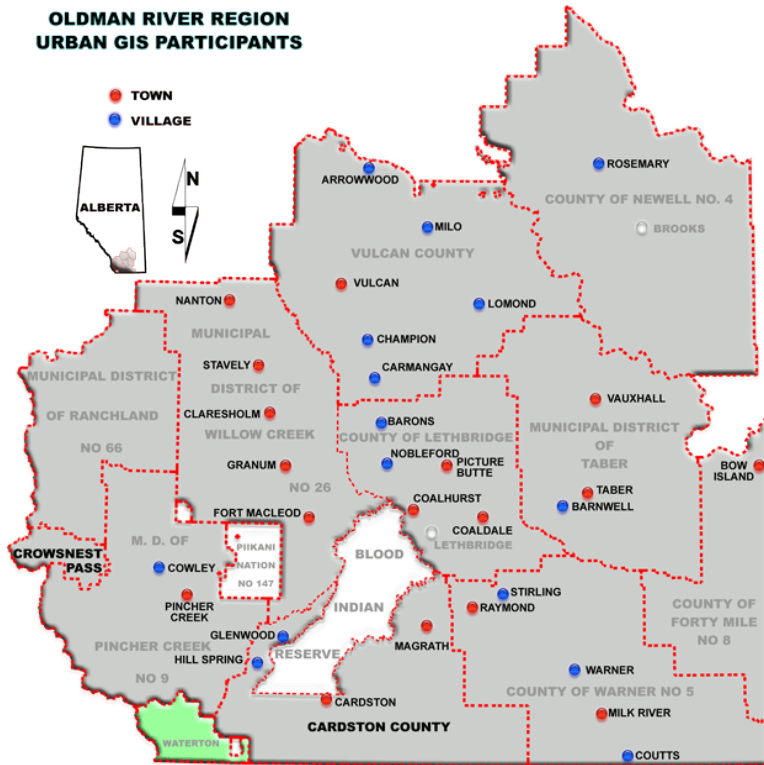 OLDMAN RIVER REGION
URBAN GIS PARTICIPANTS
TOWN
VILLAGE
ALBERTA
N
S
ROSEMARY
ARROWWOOD
COUNTY OF NEWELL NO. 4
BROOKS
MILO
VULCAN COUNTY
VULCAN
NANTON
LOMOND
MUNICIPAL
CHAMPION
STAVELY
CARMANGAY
MUNICIPAL DISTRICT
DISTRICT OF
VAUXHALL
OF RANCHLAND
CLARESHOLM
BARONS
WILLOW CREEK
COUNTY OF LETHBRIDGE
MUNICIPAL DISTRICT
OF
TABER
NO 66
NOBLEFORD
PICTURE
BUTTE
GRANUM
BOW
ISLAND
NO 26
TABER
COALHURST
BARNWELL
FORT MACLEOD
COALDALE
LETHBRIDGE
M. D. OF
PIIKANI
NATION
NO 147
BLOOD
CROWSNEST
PASS
COWLEY
INDIAN
STIRLING
PINCHER
CREEK
RAYMOND
COUNTY OF
FORTY MILE
NO 8
GLENWOOD
MAGRATH
PINCHER CREEK
RESERVE
HILL SPRING
WARNER
NO 9
COUNTY OF WARNER NO 5
CARDSTON
MILK RIVER
CARDSTON COUNTY
WATERTON
COUTTS